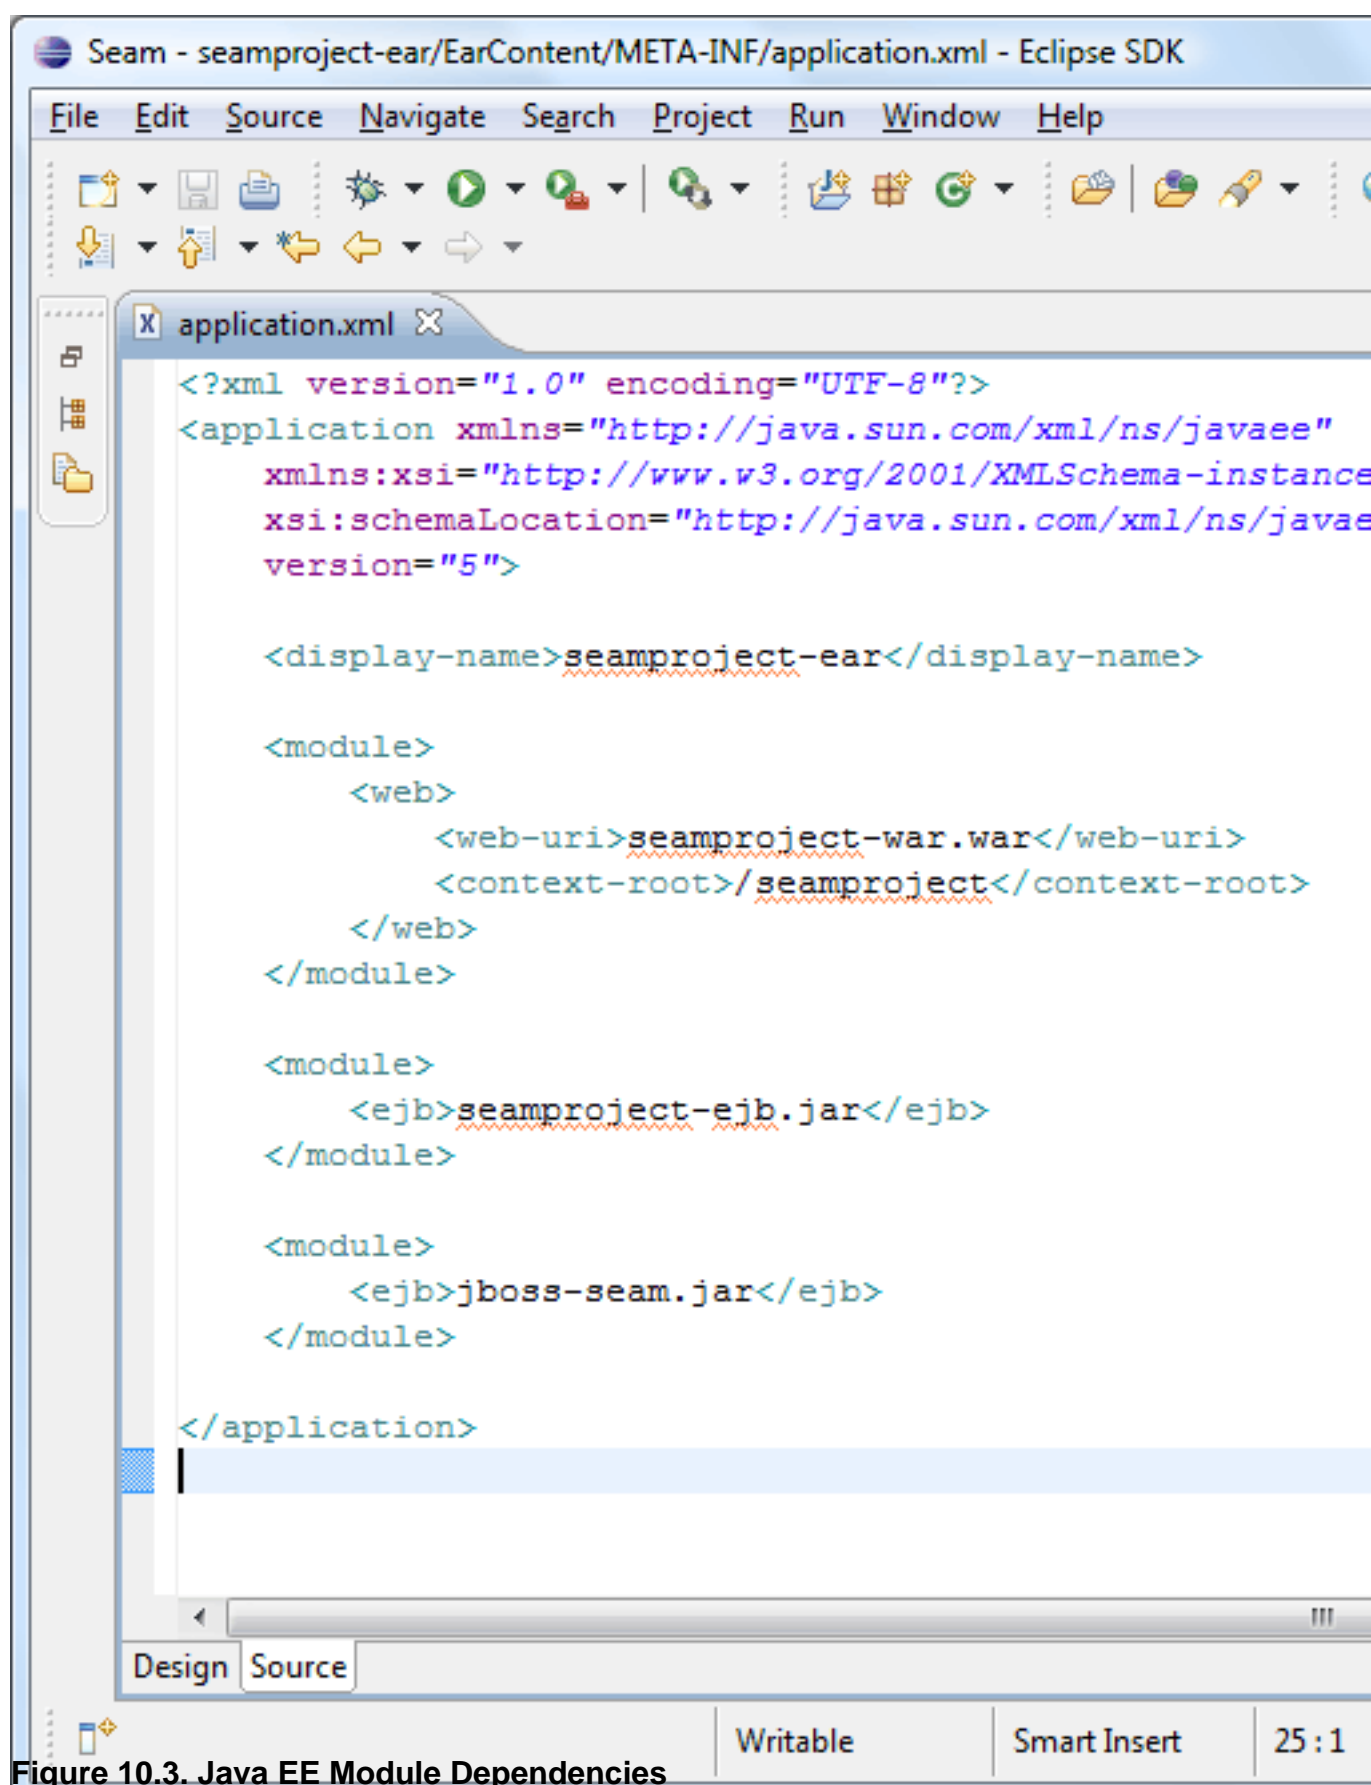 Seam - seamproject-ear/EarContent/META-INF/application.xml - Eclipse SDK
File Edit Source Navigate Search Project Run Window Help
application.xml
<?xml version="1.0" encoding="UTF-8"?>
<application xmlns="http://java.sun.com/xml/ns/javaee"
xmlns:xsi="http://www.w3.org/2001/XMLSchema-instance
xsi:schemaLocation="http://java.sun.com/xml/ns/javae
version="5">
<display-name>seamproject-ear</display-name>
<module>
<web>
<web-uri>seamproject-war.war</web-uri>
<context-root>/seamproject</context-root>
</web>
</module>
<module>
<ejb>seamproject-ejb.jar</ejb>
</module>
<module>
<ejb>jboss-seam.jar</ejb>
</module>
</application>
Design Source
Writable Smart Insert 25 : 1
Figure 10.3. Java EE Module Dependencies